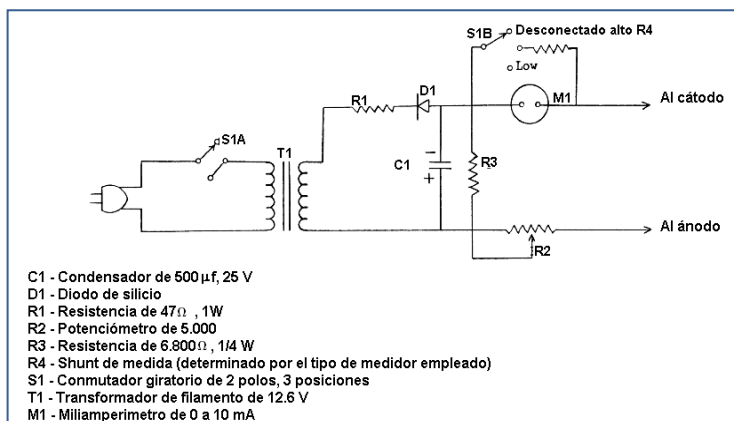 S1B
Desconectado alto R4
Low
D1
R1
M1
Al cátodo
S1A
T1
C1
−
+
R3
Al ánodo
R2
C1 - Condensador de 500 µf, 25 V
D1 - Diodo de silicio
R1 - Resistencia de 47Ω , 1W
R2 - Potenciómetro de 5.000
R3 - Resistencia de 6.800Ω , 1/4 W
R4 - Shunt de medida (determinado por el tipo de medidor empleado)
S1 - Conmutador giratorio de 2 polos, 3 posiciones
T1 - Transformador de filamento de 12.6 V
M1 - Miliamperimetro de 0 a 10 mA